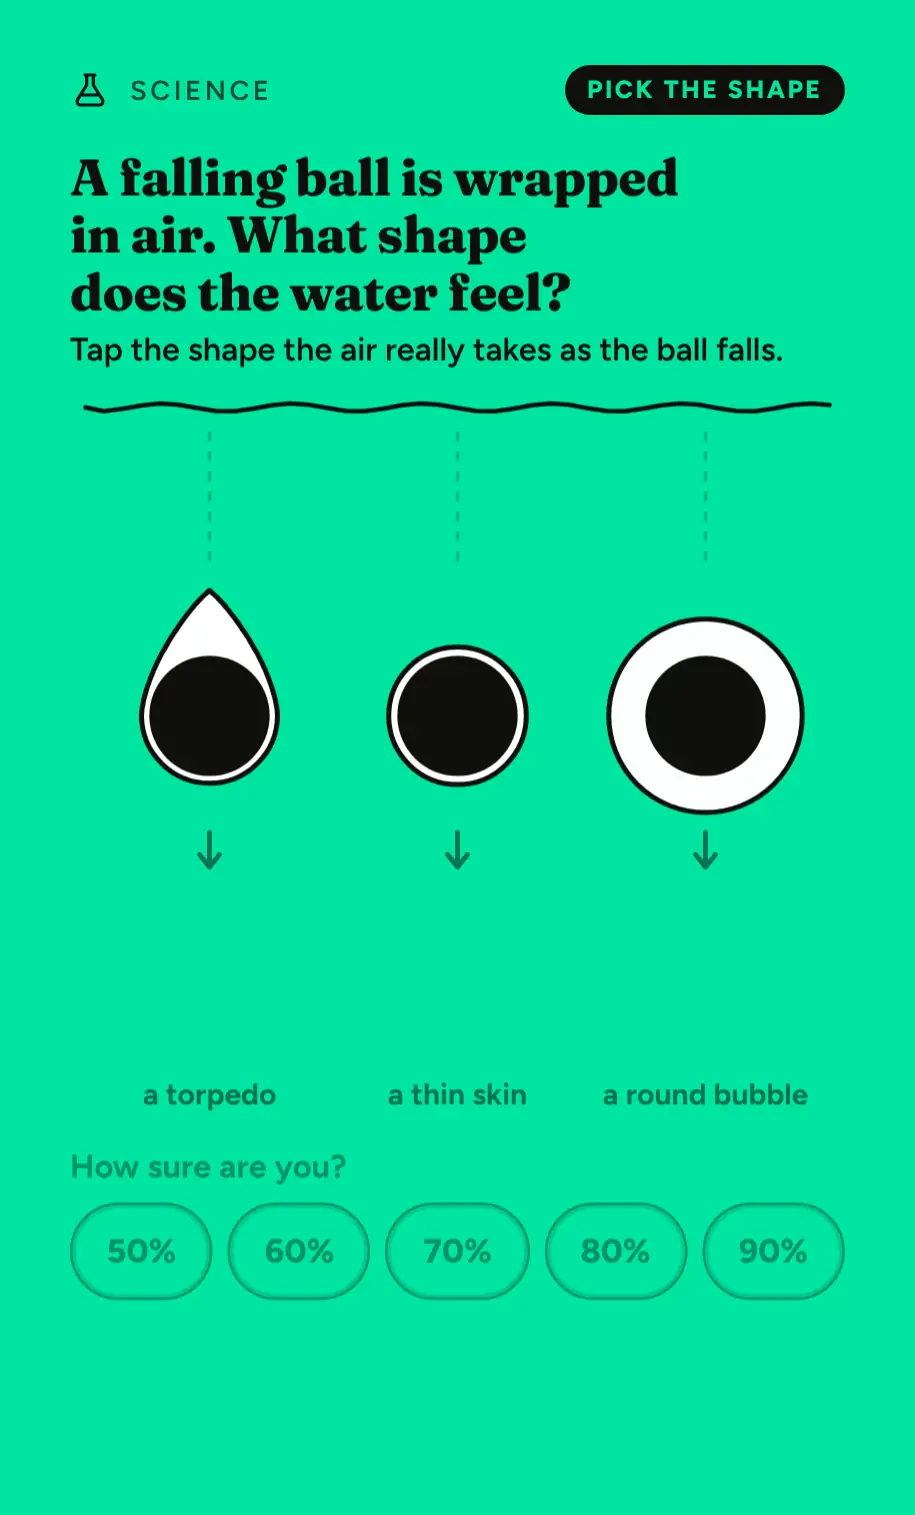 SCIENCE
PICK THE SHAPE
A falling ball is wrapped
in air. What shape
does the water feel?
Tap the shape the air really takes as the ball falls.
a torpedo
a thin skin
a round bubble
How sure are you?
50%
60%
70%
80%
90%